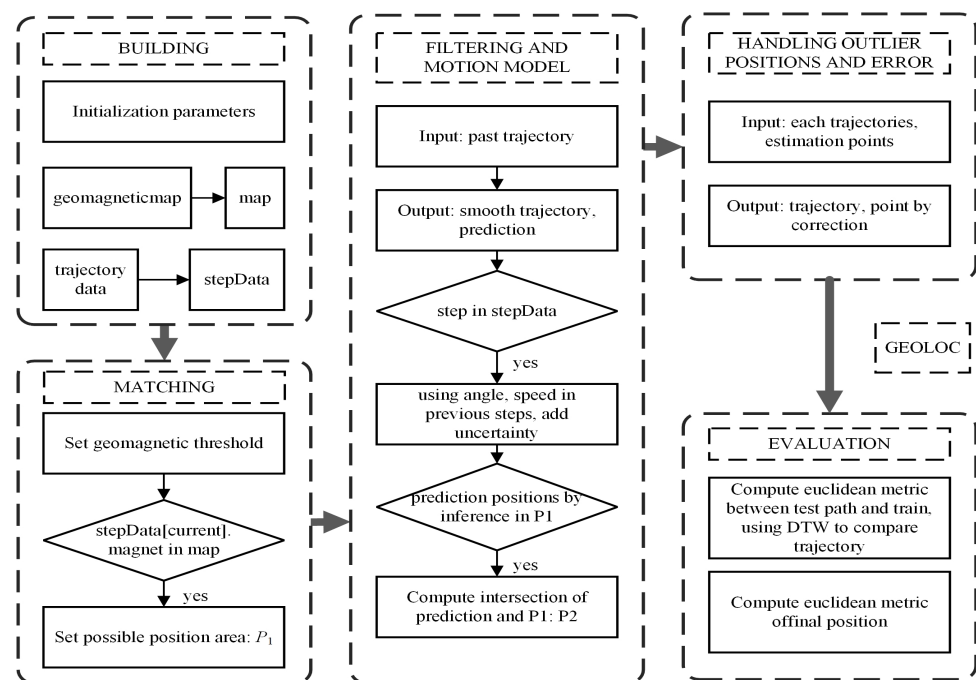 BUILDING
Initialization parameters
geomagneticmap
map
trajectory
data
stepData
MATCHING
Set geomagnetic threshold
stepData[current].
magnet in map
yes
Set possible position area: P1
FILTERING AND
MOTION MODEL
Input: past trajectory
Output: smooth trajectory,
prediction
step in stepData
yes
using angle, speed in
previous steps, add
uncertainty
prediction positions by
inference in P1
yes
Compute intersection of
prediction and P1: P2
HANDLING OUTLIER
POSITIONS AND ERROR
Input: each trajectories,
estimation points
Output: trajectory, point by
correction
GEOLOC
EVALUATION
Compute euclidean metric
between test path and train,
using DTW to compare
trajectory
Compute euclidean metric
offinal position